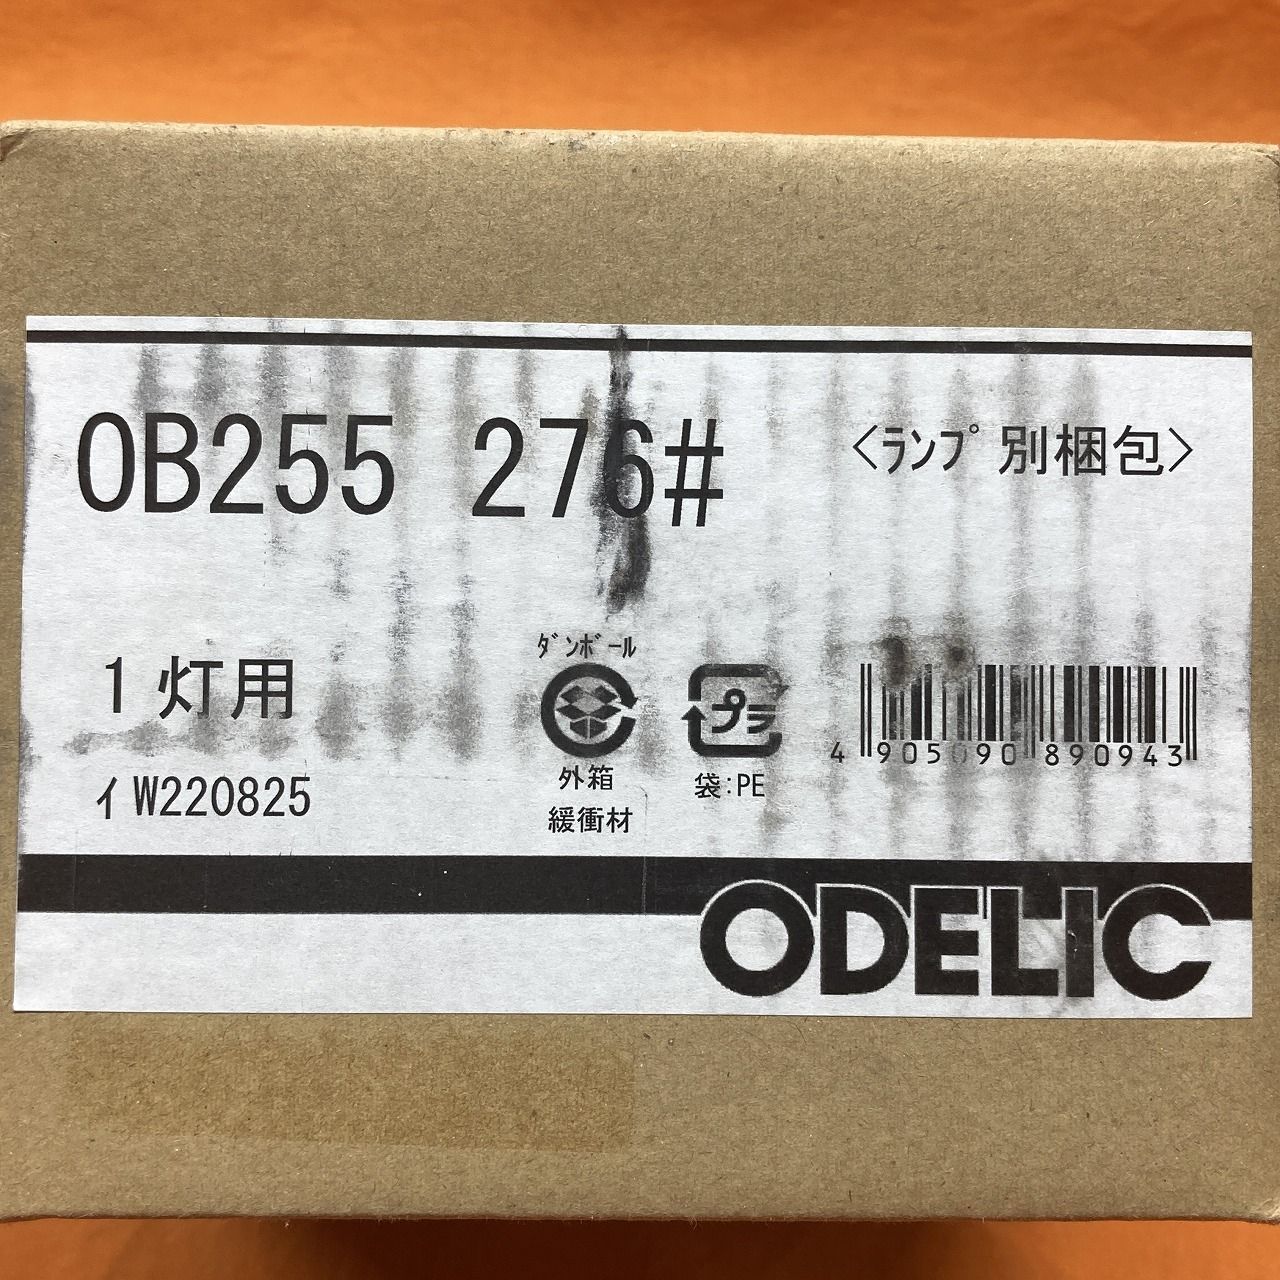 OB255 276#
<ﾗﾝﾌﾟ 別梱包>
1 灯用
ｲ W220825
ﾀﾞﾝﾎﾞｰﾙ
外箱
緩衝材
プラ
袋:PE
4 905090 890943
ODELIC